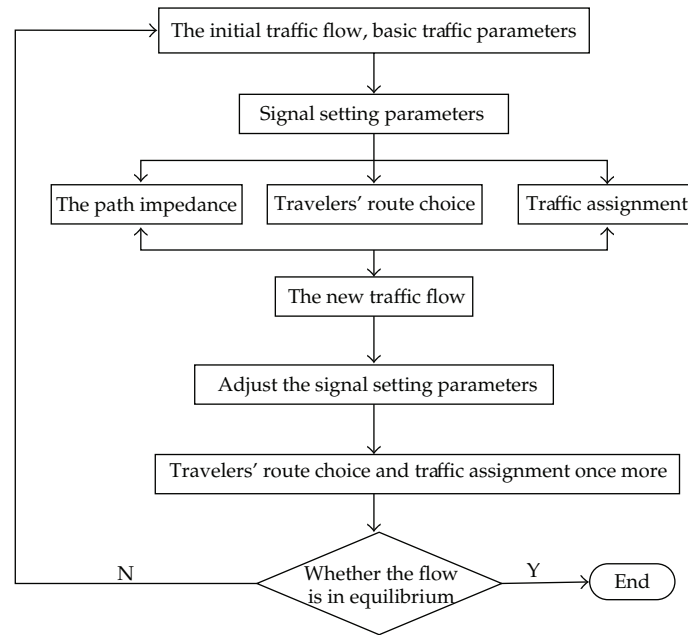 The initial traffic flow, basic traffic parameters
Signal setting parameters
The path impedance
Travelers’ route choice
Traffic assignment
The new traffic flow
Adjust the signal setting parameters
Travelers’ route choice and traffic assignment once more
Whether the flow
is in equilibrium
N
Y
End